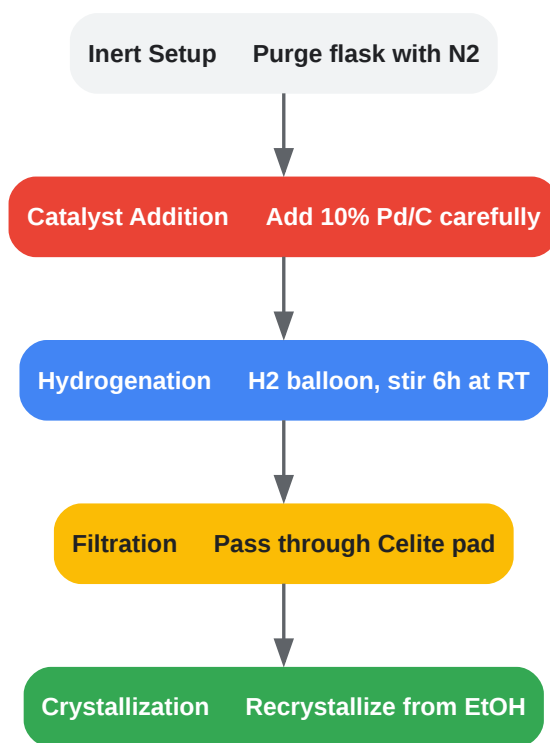 Inert Setup Purge flask with N2
Catalyst Addition Add 10% Pd/C carefully
Hydrogenation H2 balloon, stir 6h at RT
Filtration Pass through Celite pad
Crystallization Recrystallize from EtOH